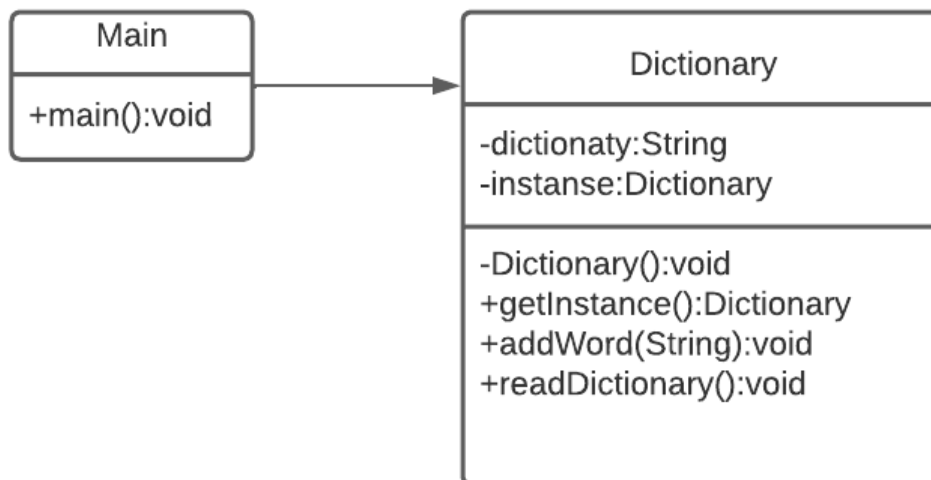 Main
+main():void
Dictionary
-dictionaty:String
-instanse:Dictionary
-Dictionary():void
+getInstance():Dictionary
+addWord(String):void
+readDictionary():void